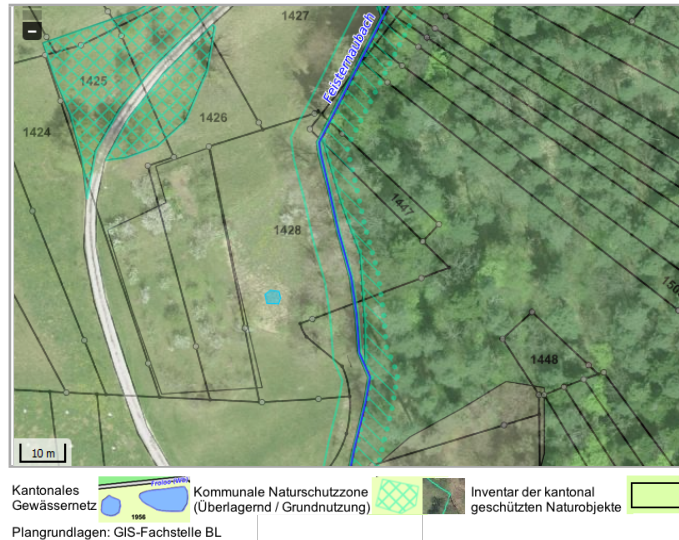 1427
Feisternaubach
1425
1424
1426
1428
1447
1448
10 m
Kantonales Gewässernetz
1956
Kommunale Naturschutzzone
(Überlagernd / Grundnutzung)
Inventar der kantonal
geschützten Naturobjekte
Plangrundlagen: GIS-Fachstelle BL